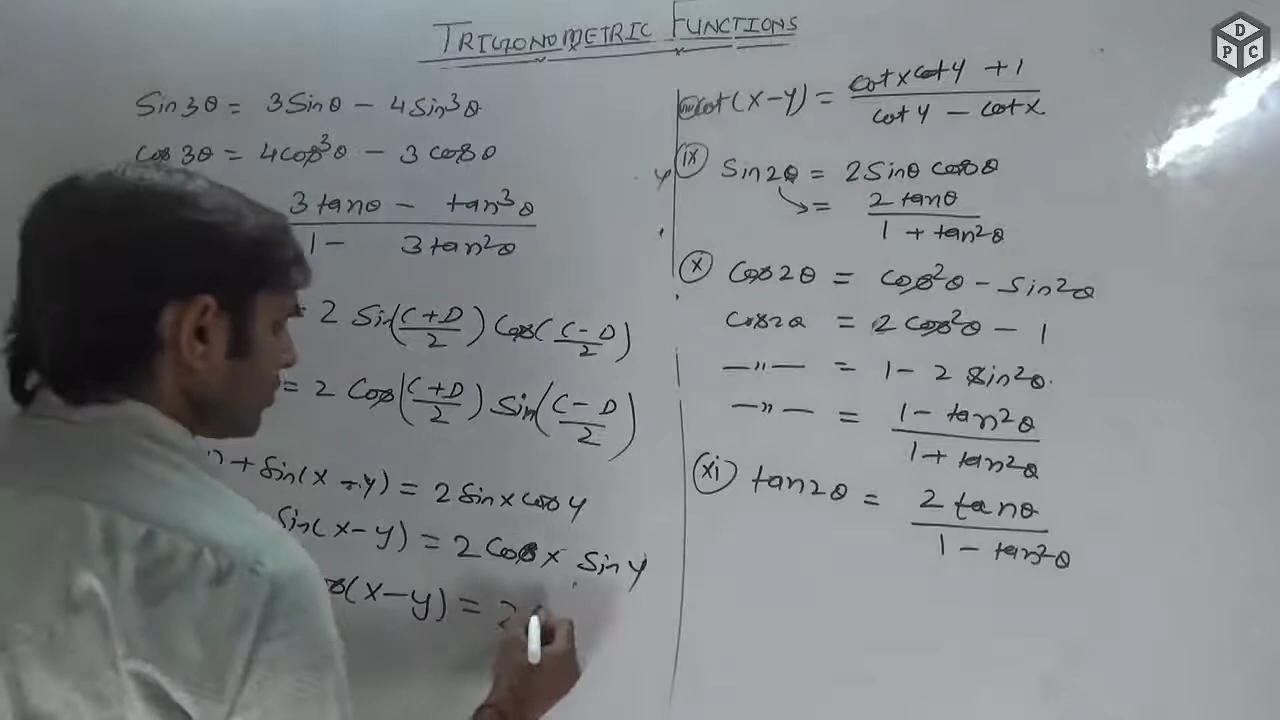 TRIGONOMETRIC FUNCTIONS
Sin3θ = 3Sinθ - 4Sin³θ
Cos3θ = 4cos³θ - 3cosθ
3tanθ - tan³θ
1 - 3tan²θ
= 2 Sin(C+D/2) Cos(C-D/2)
= 2 Cos(C+D/2) Sin(C-D/2)
+ Sin(x-y) = 2Sinx cosy
Sin(x-y) = 2Cosx Siny
(x-y) = 2
cot(x-y) = cotx coty + 1 / coty - cotx
(ix) Sin2θ = 2Sinθ cosθ
= 2tanθ / 1+tan²θ
(x) Cos2θ = cos²θ - Sin²θ
Cos2θ = 2cos²θ - 1
—"— = 1 - 2Sin²θ
—"— = 1-tan²θ / 1+tan²θ
(xi) tan2θ = 2tanθ / 1-tan²θ
D
P C